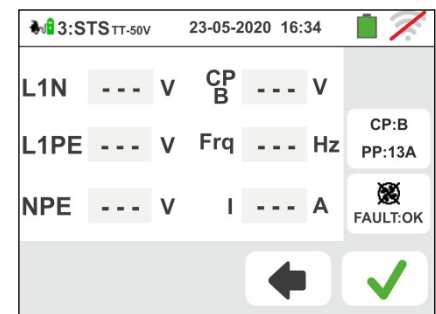 3:STS TT-50V 23-05-2020 16:34
L1N - - - V CP B - - - V
L1PE - - - V Frq - - - Hz
NPE - - - V I - - - A
CP:B
PP:13A
FAULT:OK